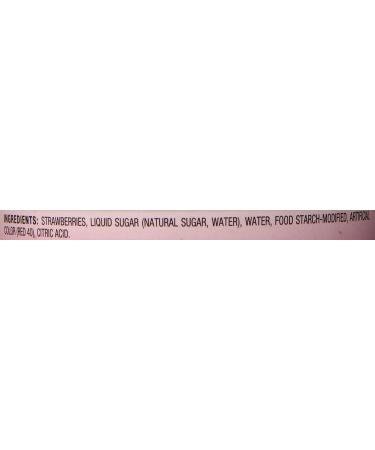 INGREDIENTS: STRAWBERRIES, LIQUID SUGAR (NATURAL SUGAR, WATER), WATER, FOOD STARCH-MODIFIED, ARTIFICIAL
COLOR (RED 40), CITRIC ACID.